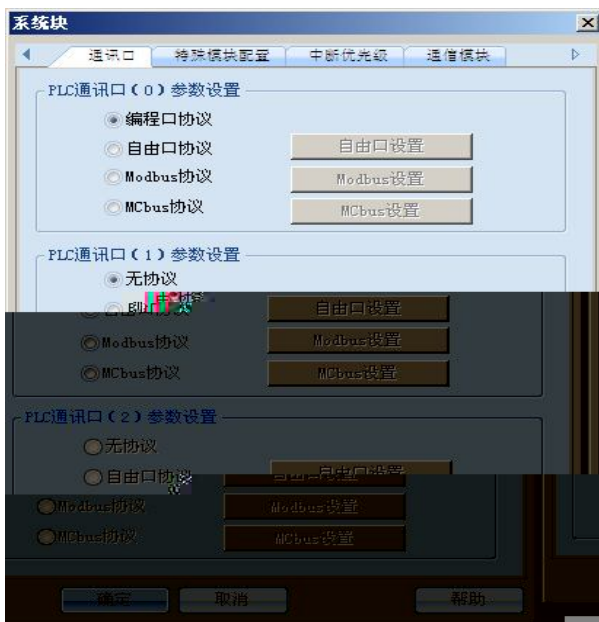 系统块
通讯口 特殊模块配置 中断优先级 通信模块
PLC通讯口(0)参数设置
编程口协议
自由口协议 自由口设置
Modbus协议 Modbus设置
MCbus协议 MCbus设置
PLC通讯口(1)参数设置
无协议
自由口设置
Modbus协议 Modbus设置
MCbus协议 MCbus设置
PLC通讯口(2)参数设置
无协议
自由口协议 自由口设置
Modbus协议 Modbus设置
MCbus协议 MCbus设置
确定 取消 帮助